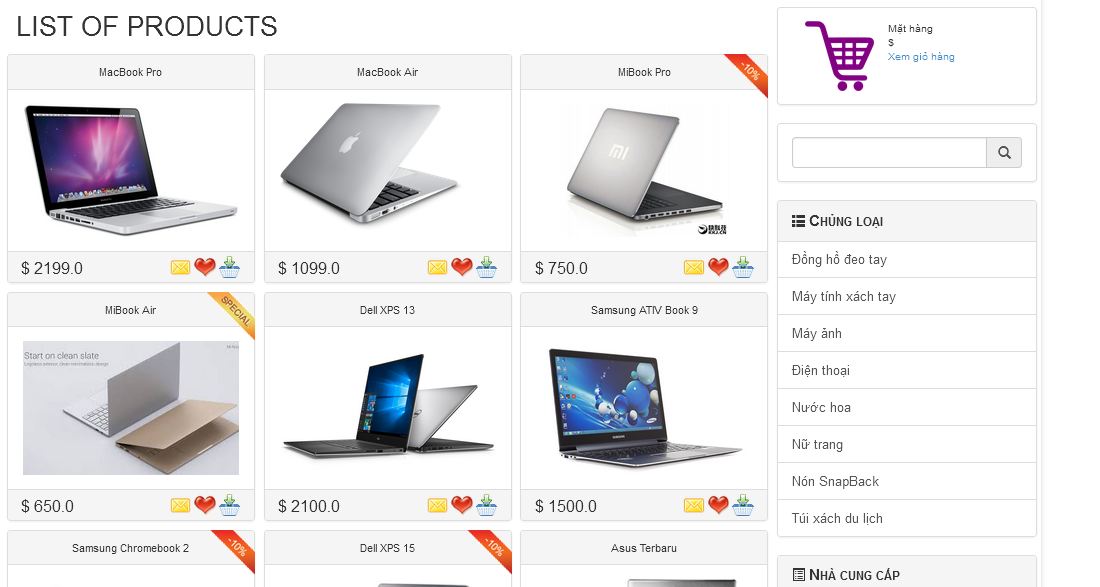 LIST OF PRODUCTS
MacBook Pro
$ 2199.0
MacBook Air
$ 1099.0
MiBook Pro
-10%
$ 750.0
MiBook Air
SPECIAL
Start on clean slate
$ 650.0
Dell XPS 13
$ 2100.0
Samsung ATIV Book 9
SAMSUNG
$ 1500.0
Samsung Chromebook 2
-10%
Dell XPS 15
-10%
Asus Terbaru
Mặt hàng
$
Xem giỏ hàng
CHỦNG LOẠI
Đồng hồ đeo tay
Máy tính xách tay
Máy ảnh
Điện thoại
Nước hoa
Nữ trang
Nón SnapBack
Túi xách du lịch
NHÀ CUNG CẤP